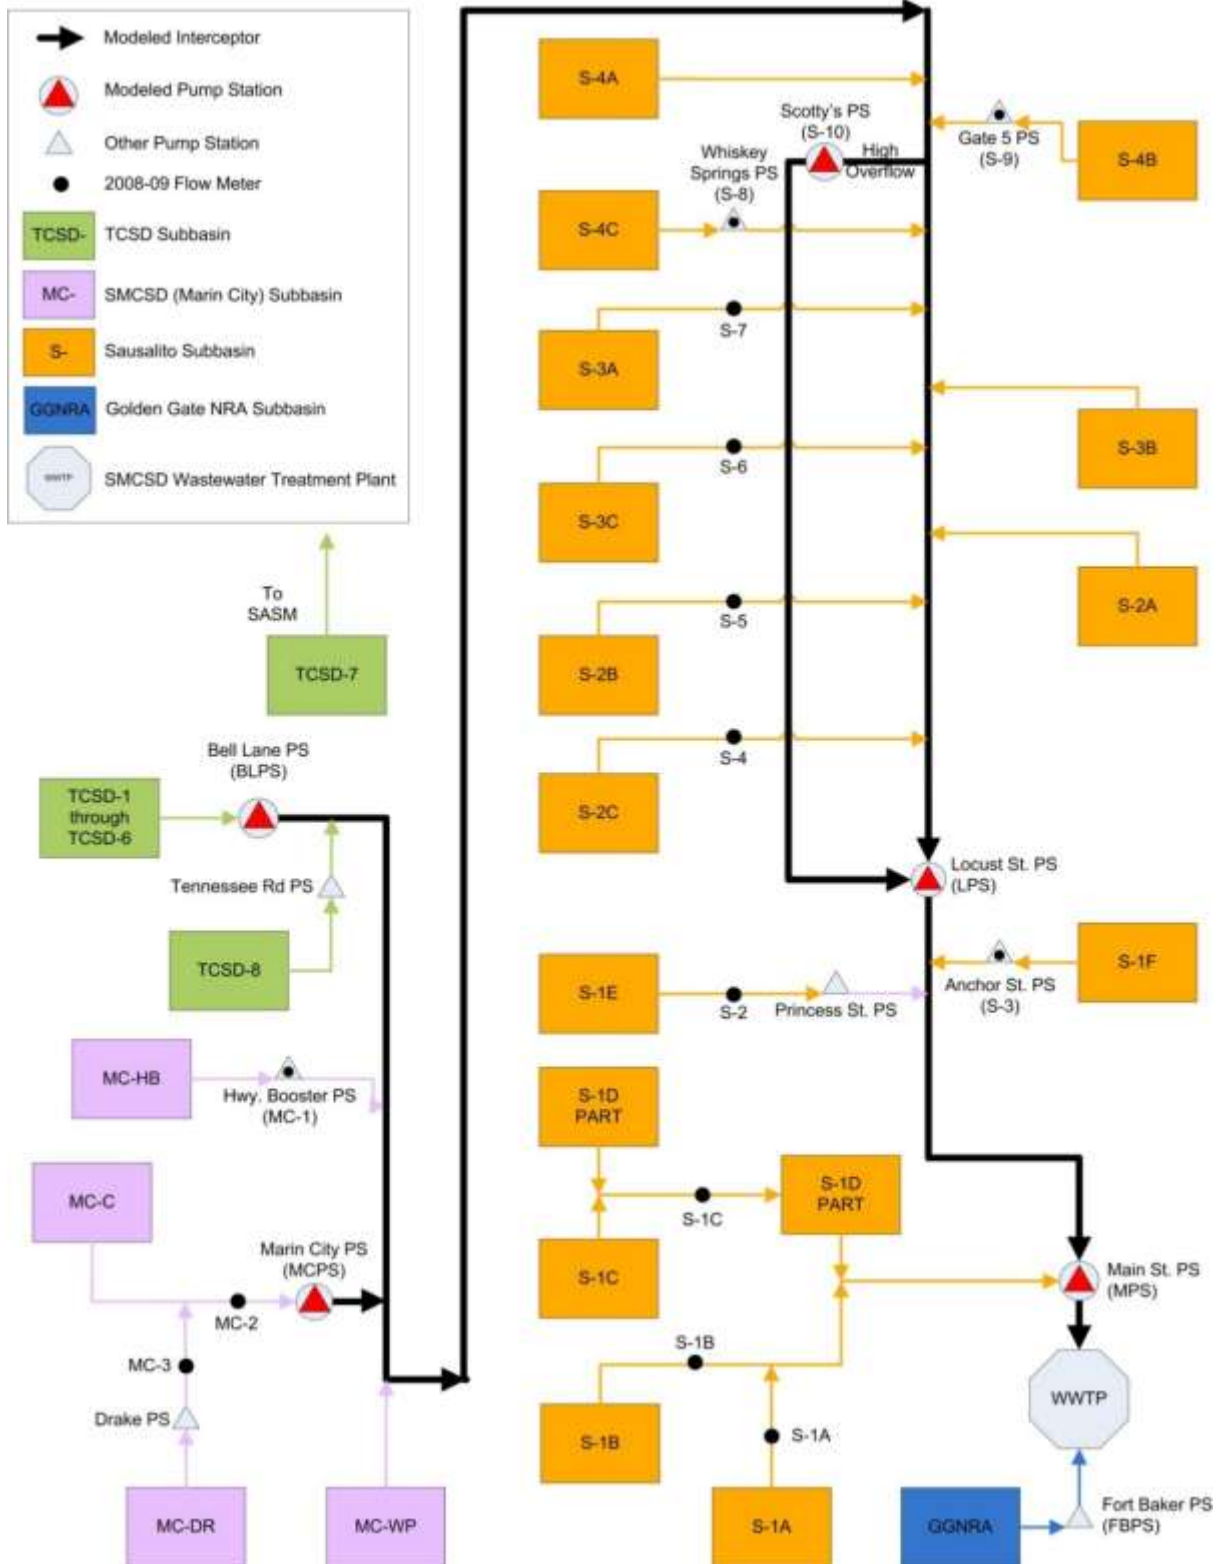 Modeled Interceptor
Modeled Pump Station
Other Pump Station
2008-09 Flow Meter
TCSD-
TCSD Subbasin
MC-
SMCSD (Marin City) Subbasin
S-
Sausalito Subbasin
GGNRA
Golden Gate NRA Subbasin
WWTP
SMCSD Wastewater Treatment Plant
To
SASM
TCSD-7
Bell Lane PS
(BLPS)
TCSD-1
through
TCSD-6
Tennessee Rd PS
TCSD-8
MC-HB
Hwy. Booster PS
(MC-1)
MC-C
Marin City PS
(MCPS)
MC-2
MC-3
Drake PS
MC-DR
MC-WP
S-4A
Scotty's PS
(S-10)
High
Overflow
Gate 5 PS
(S-9)
S-4B
Whiskey
Springs PS
(S-8)
S-4C
S-7
S-3A
S-3B
S-6
S-3C
S-2A
S-5
S-2B
S-4
S-2C
Locust St. PS
(LPS)
S-1E
S-2
Princess St. PS
Anchor St. PS
(S-3)
S-1F
S-1D
PART
S-1C
S-1D
PART
S-1C
Main St. PS
(MPS)
S-1B
S-1B
S-1A
S-1A
WWTP
GGNRA
Fort Baker PS
(FBPS)